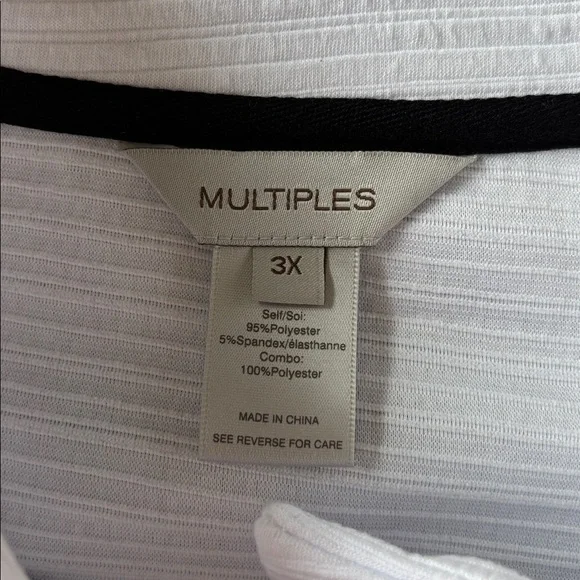 MULTIPLES
3X
Self/Soi:
95%Polyester
5%Spandex/élasthanne
Combo:
100%Polyester
MADE IN CHINA
SEE REVERSE FOR CARE